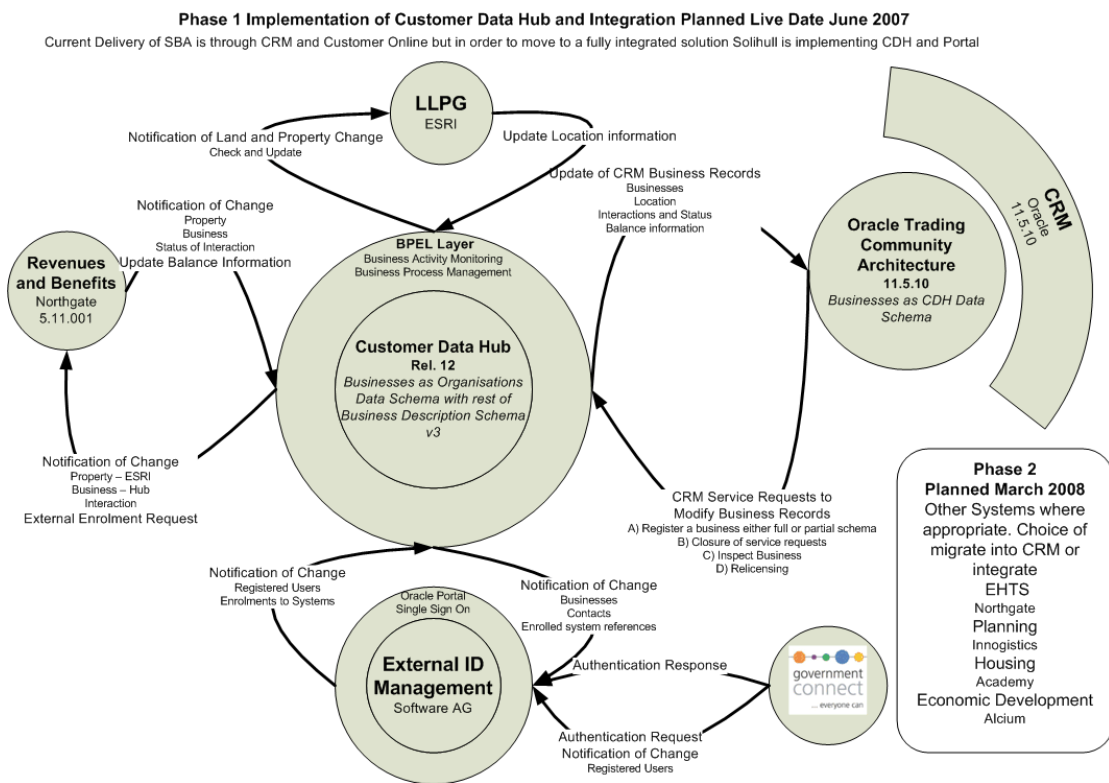 Phase 1 Implementation of Customer Data Hub and Integration Planned Live Date June 2007
Current Delivery of SBA is through CRM and Customer Online but in order to move to a fully integrated solution Solihull is implementing CDH and Portal
LLPG
ESRI
Notification of Land and Property Change
Check and Update
Update Location information
Update of CRM Business Records
Businesses
Location
Interactions and Status
Balance information
CRM
Oracle
11.5.10
Oracle Trading
Community
Architecture
11.5.10
Businesses as CDH Data
Schema
Notification of Change
Property
Business
Status of Interaction
Update Balance Information
Revenues
and Benefits
Northgate
5.11.001
BPEL Layer
Business Activity Monitoring
Business Process Management
Customer Data Hub
Rel. 12
Businesses as Organisations
Data Schema with rest of
Business Description Schema
v3
Notification of Change
Property – ESRI
Business – Hub
Interaction
External Enrolment Request
CRM Service Requests to
Modify Business Records
A) Register a business either full or partial schema
B) Closure of service requests
C) Inspect Business
D) Relicensing
Phase 2
Planned March 2008
Other Systems where
appropriate. Choice of
migrate into CRM or
integrate
EHTS
Northgate
Planning
Innogistics
Housing
Academy
Economic Development
Alcium
Notification of Change
Registered Users
Enrolments to Systems
Oracle Portal
Single Sign On
External ID
Management
Software AG
Notification of Change
Businesses
Contacts
Enrolled system references
Authentication Response
Authentication Request
Notification of Change
Registered Users
government
connect
... everyone can